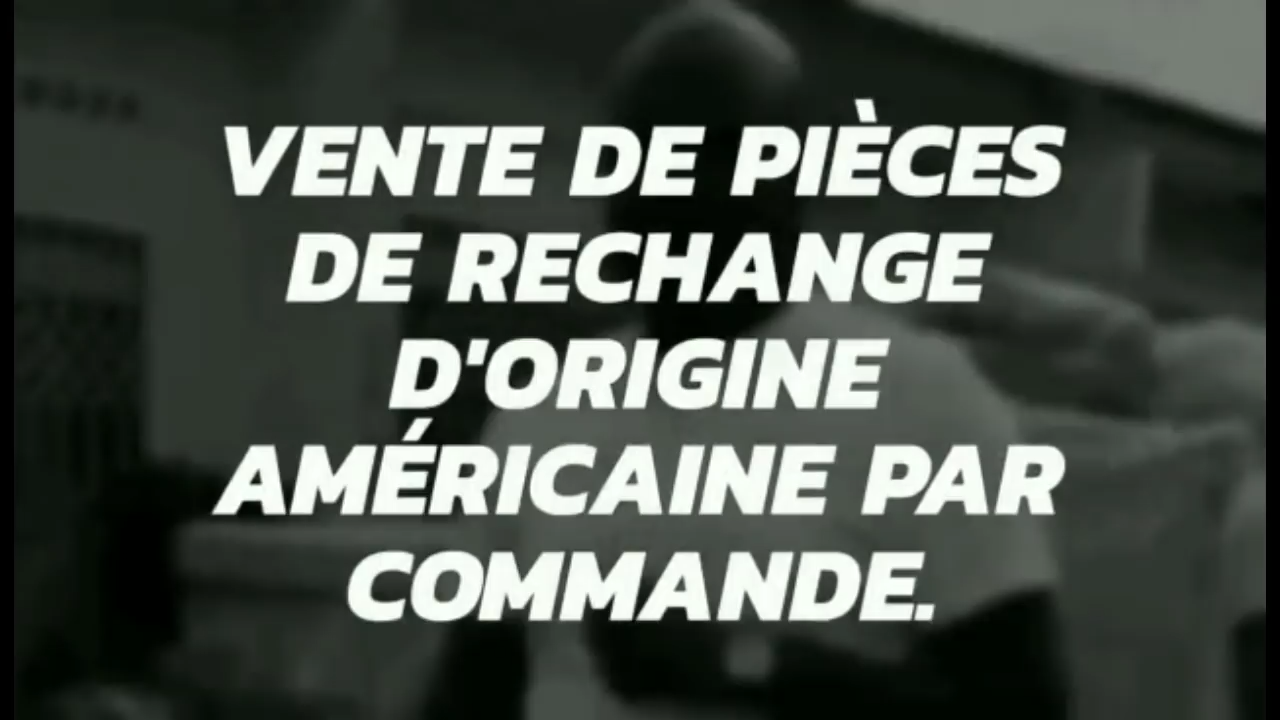 VENTE DE PIÈCES
DE RECHANGE
D'ORIGINE
AMÉRICAINE PAR
COMMANDE.